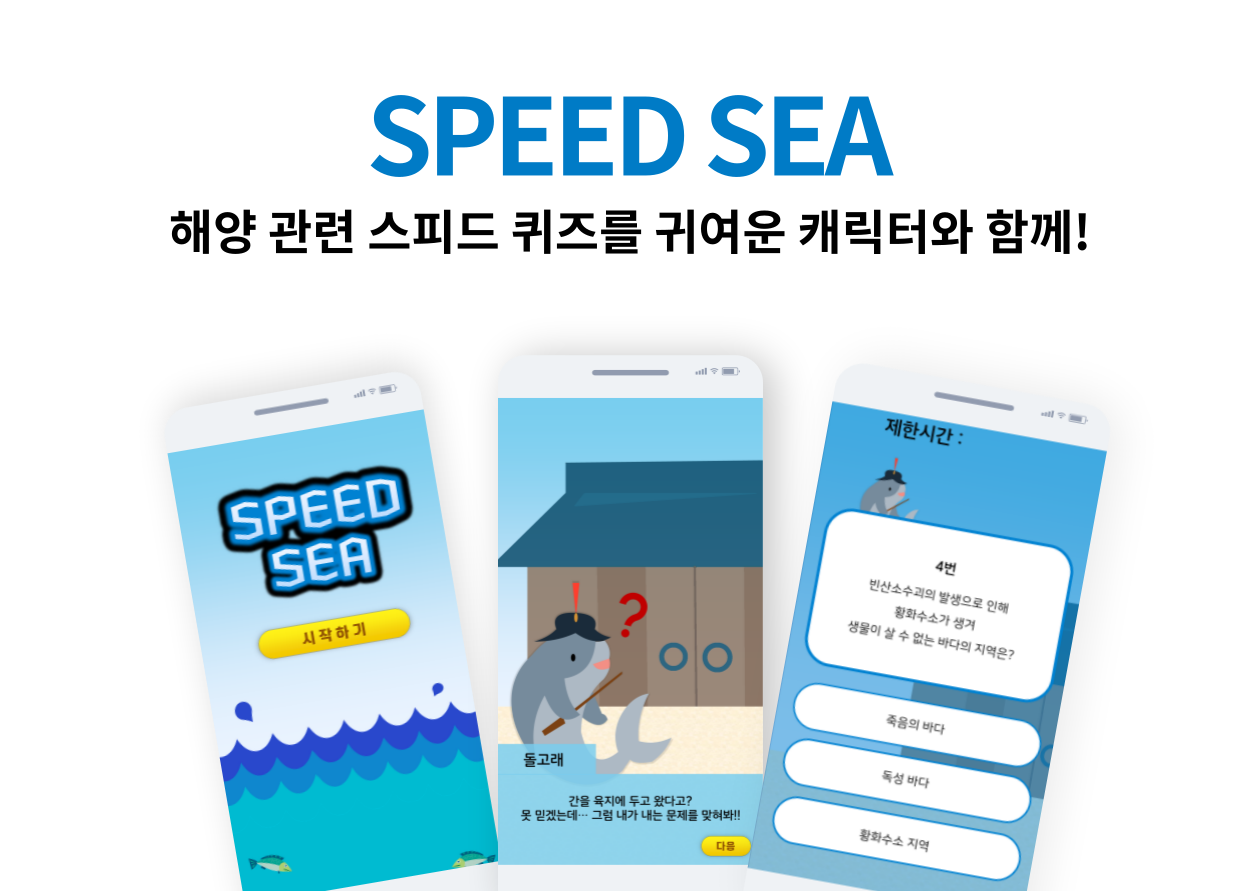 SPEED SEA
해양 관련 스피드 퀴즈를 귀여운 캐릭터와 함께!
SPEED
SEA
시작하기
돌고래
간을 육지에 두고 왔다고?
못 믿겠는데… 그럼 내가 내는 문제를 맞혀봐!!
다음
제한시간 :
4번
빈산소수괴의 발생으로 인해
황화수소가 생겨
생물이 살 수 없는 바다의 지역은?
죽음의 바다
독성 바다
황화수소 지역